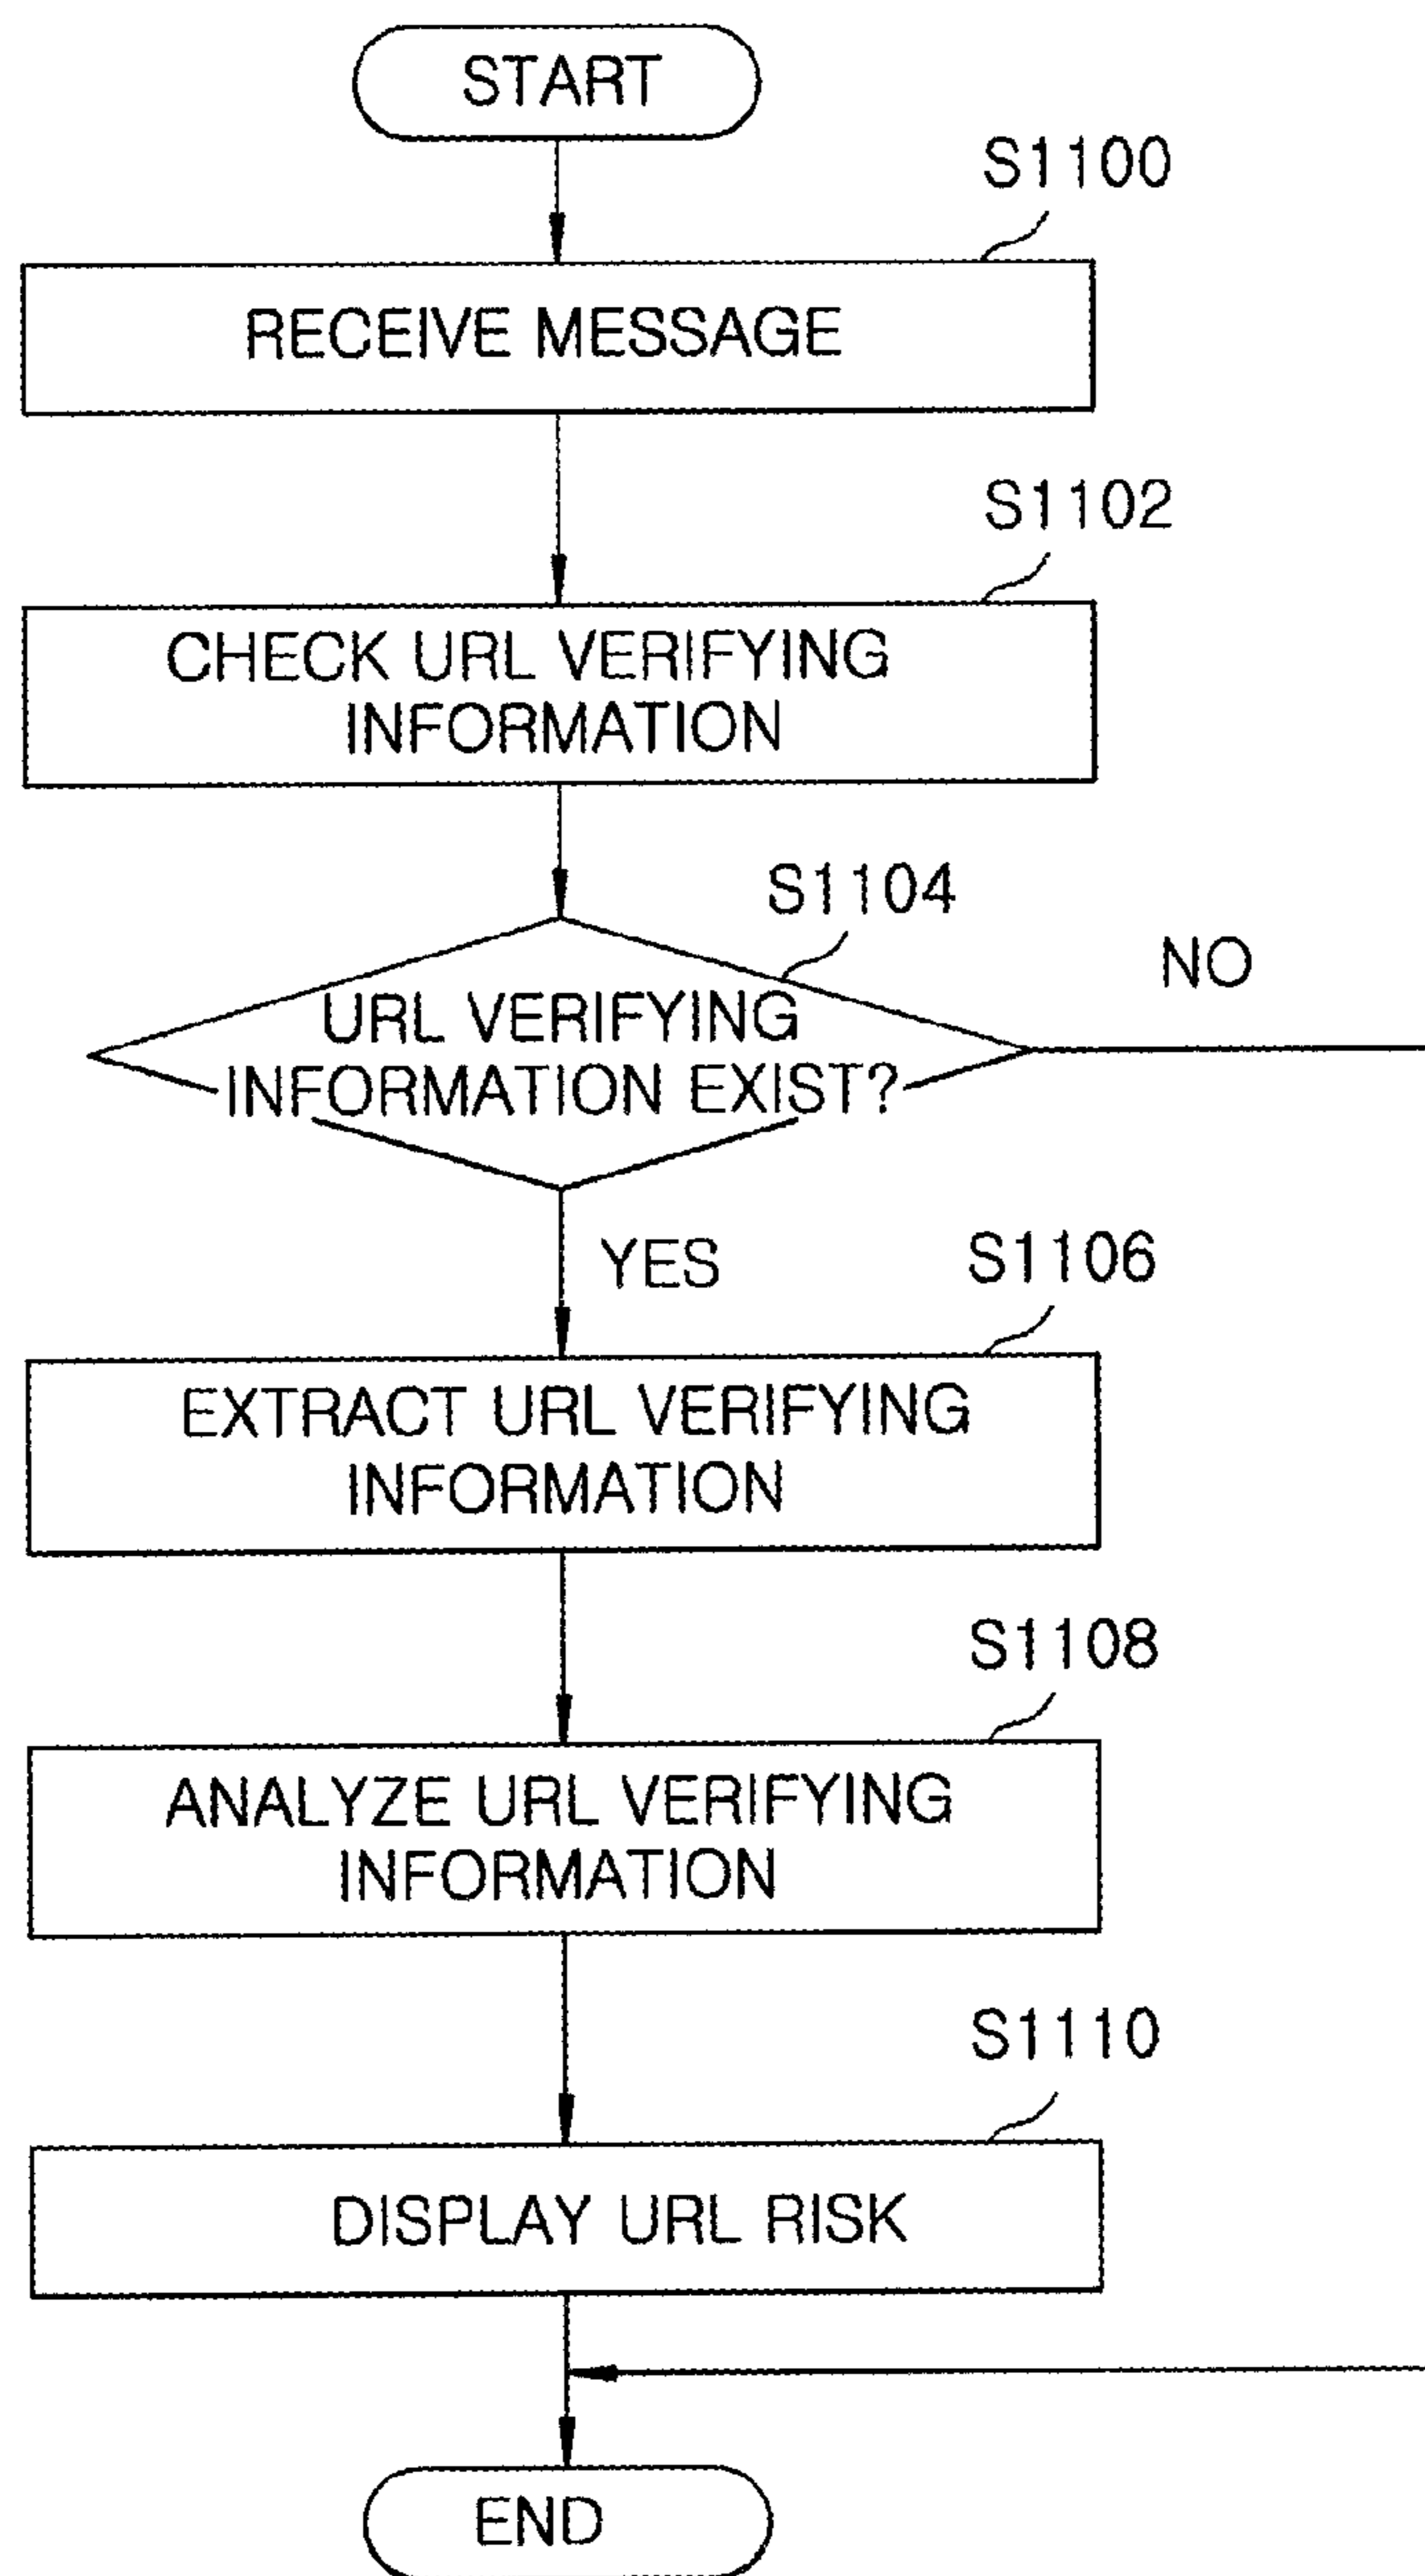 START
S1100
RECEIVE MESSAGE
S1102
CHECK URL VERIFYING
INFORMATION
S1104
NO
URL VERIFYING
INFORMATION EXIST?
YES
S1106
EXTRACT URL VERIFYING
INFORMATION
S1108
ANALYZE URL VERIFYING
INFORMATION
S1110
DISPLAY URL RISK
END